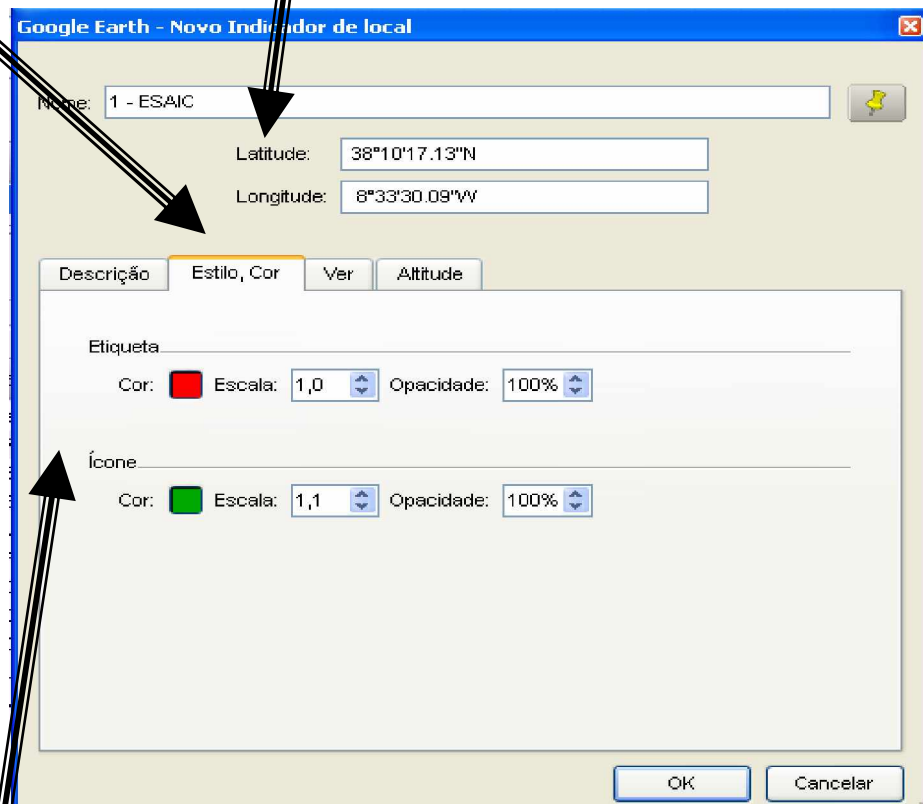 Google Earth - Novo Indicador de local
Nome: 1 - ESAIC
Latitude: 38°10'17.13"N
Longitude: 8°33'30.09"W
Descrição Estilo, Cor Ver Altitude
Etiqueta
Cor: Escala: 1,0 Opacidade: 100%
Ícone
Cor: Escala: 1,1 Opacidade: 100%
OK Cancelar